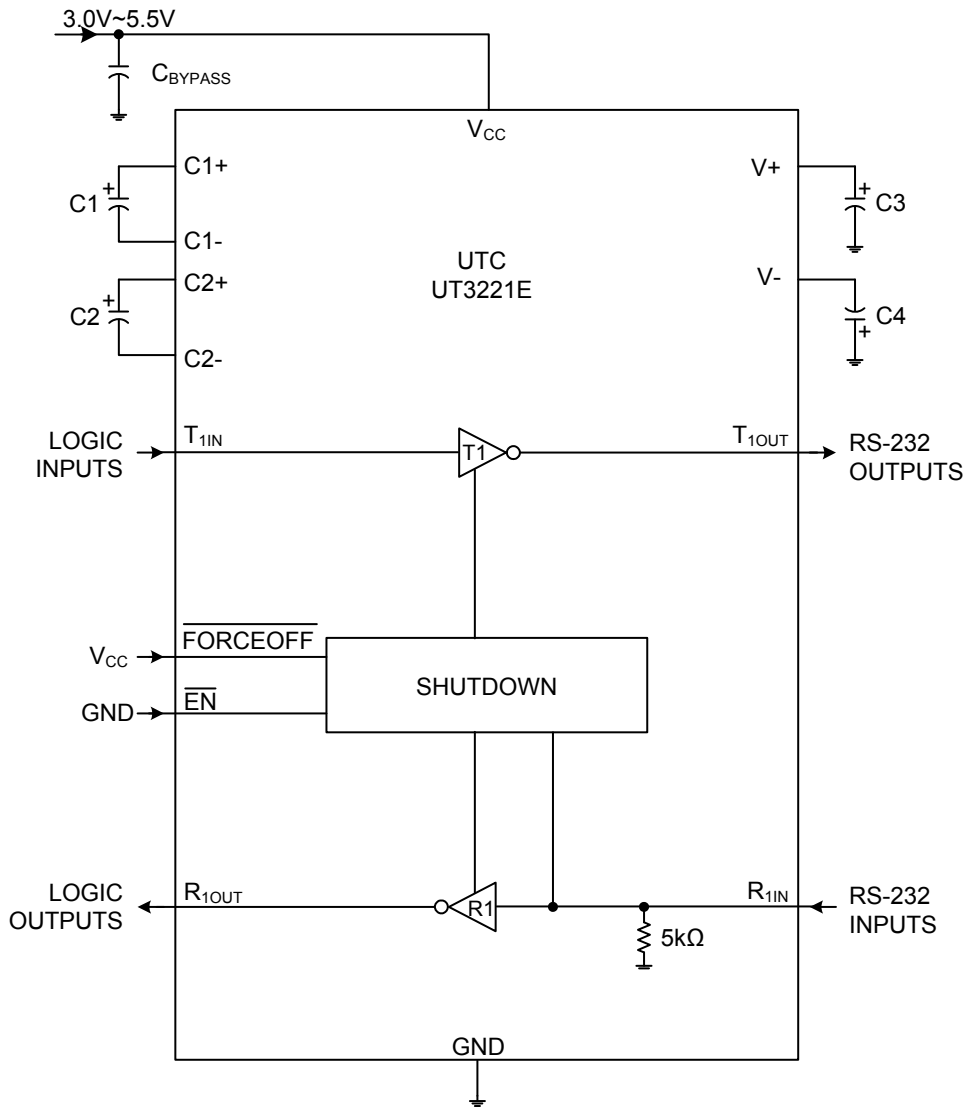 3.0V~5.5V
CBYPASS
VCC
C1+
V+
C1
+
+
C3
C1-
C2+
UTC
UT3221E
V-
C2
+
C4
+
C2-
LOGIC
INPUTS
T1IN
T1
T1OUT
RS-232
OUTPUTS
VCC
FORCEOFF
SHUTDOWN
GND
EN
LOGIC
OUTPUTS
R1OUT
R1
R1IN
RS-232
INPUTS
5kΩ
GND